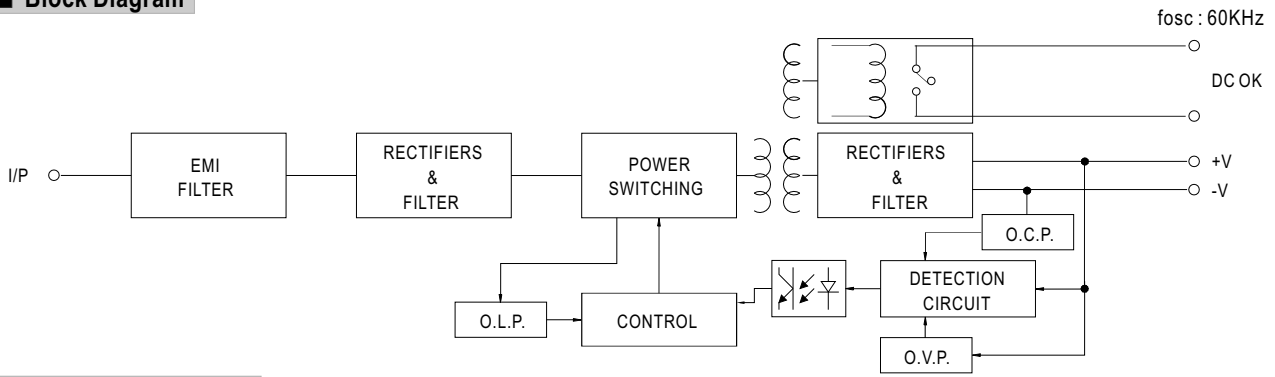 Block Diagram
fosc : 60KHz
DC OK
I/P
EMI
FILTER
RECTIFIERS
&
FILTER
POWER
SWITCHING
RECTIFIERS
&
FILTER
+V
-V
O.C.P.
DETECTION
CIRCUIT
O.L.P.
CONTROL
O.V.P.